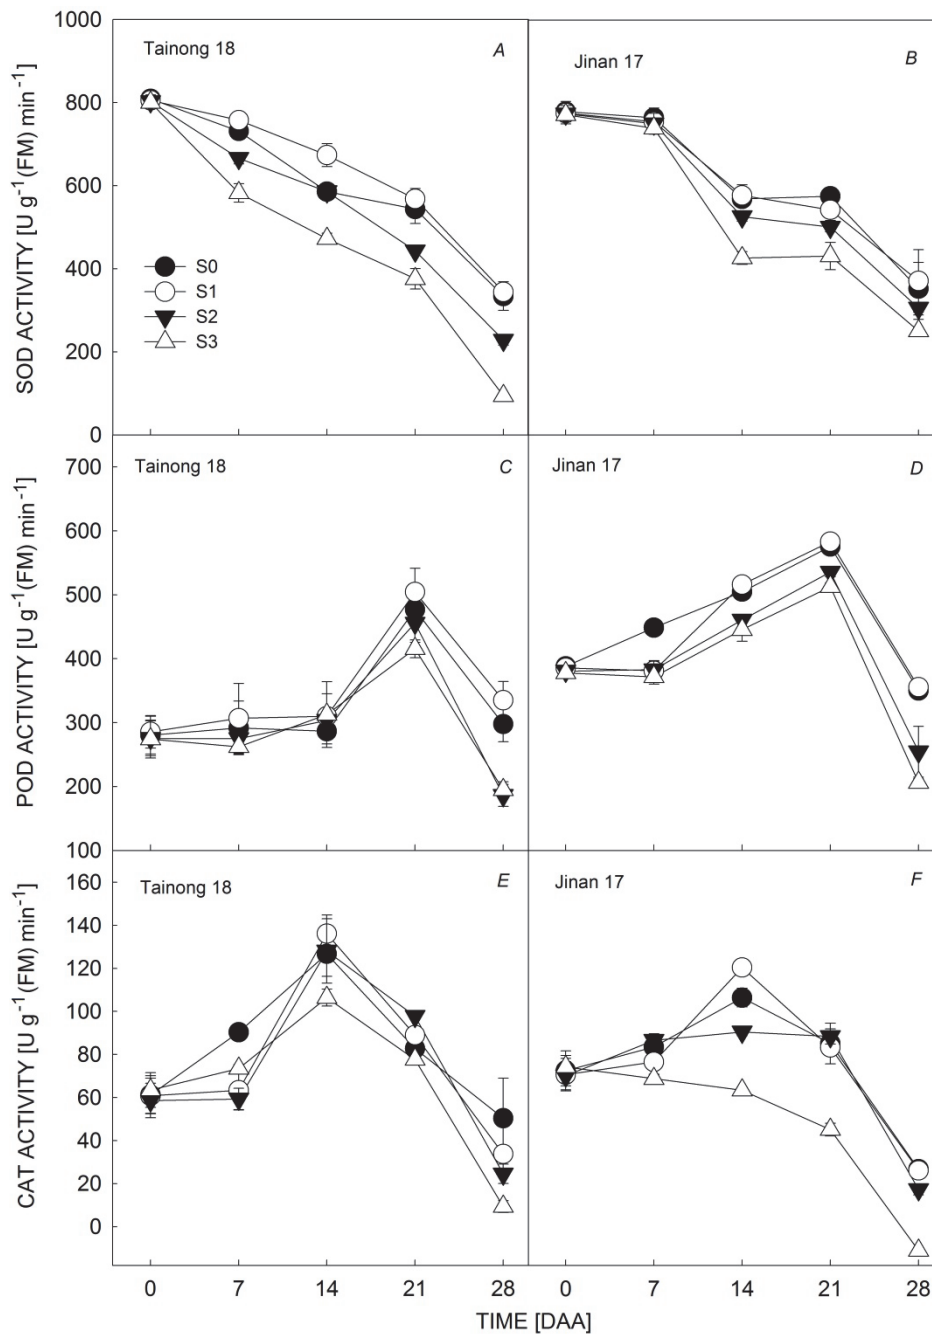 1000
800
600
400
200
0
SOD ACTIVITY [U g⁻¹(FM) min⁻¹]
Tainong 18
A
S0
S1
S2
S3
Jinan 17
B
700
600
500
400
300
200
100
POD ACTIVITY [U g⁻¹(FM) min⁻¹]
Tainong 18
C
Jinan 17
D
160
140
120
100
80
60
40
20
0
CAT ACTIVITY [U g⁻¹(FM) min⁻¹]
Tainong 18
E
Jinan 17
F
0 7 14 21 28 0 7 14 21 28
TIME [DAA]